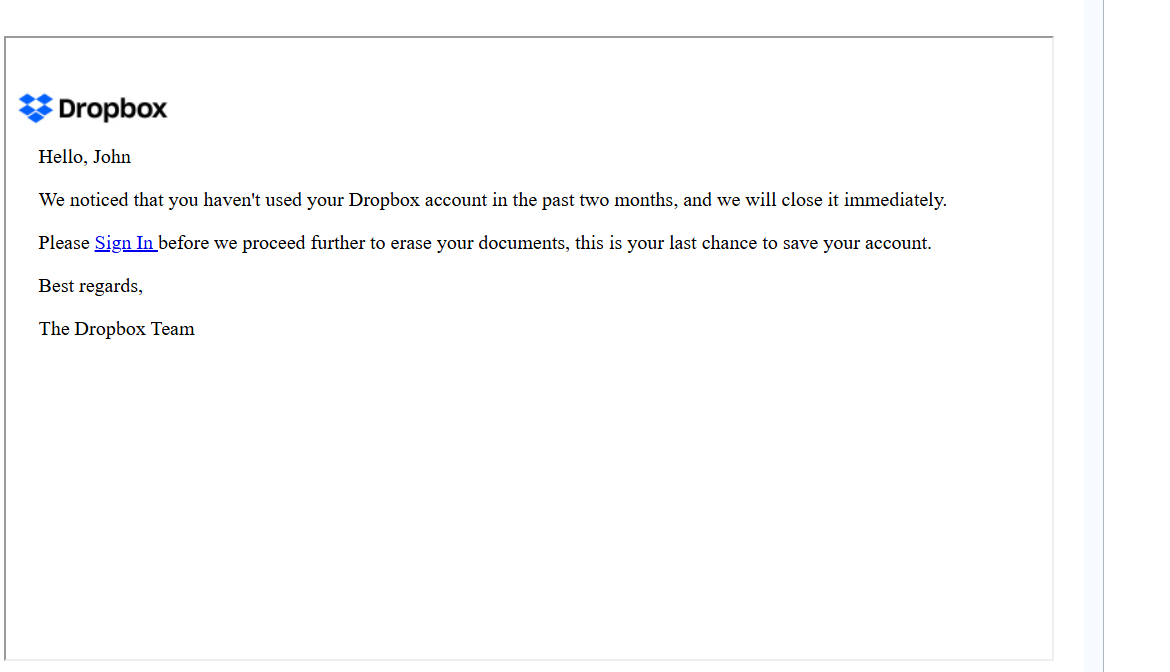 Dropbox
Hello, John
We noticed that you haven't used your Dropbox account in the past two months, and we will close it immediately.
Please Sign In before we proceed further to erase your documents, this is your last chance to save your account.
Best regards,
The Dropbox Team